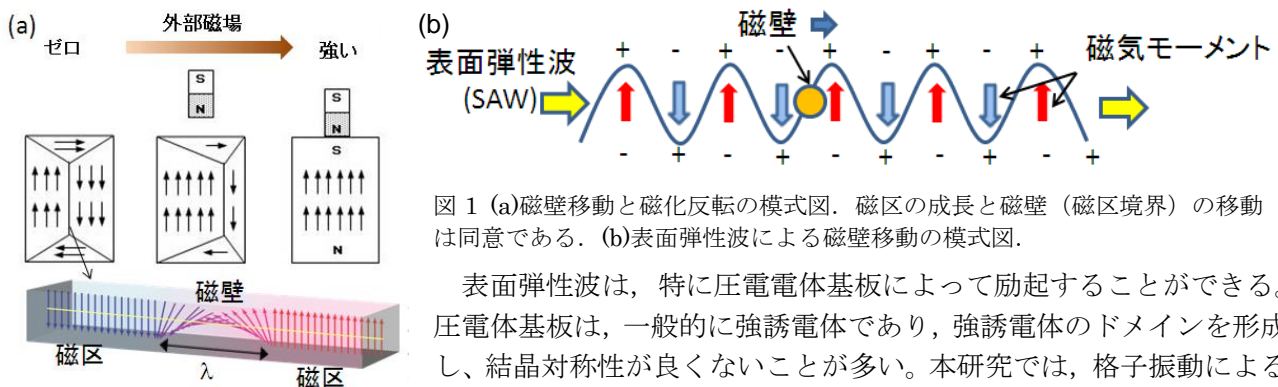 (a)
外部磁場
ゼロ
強い
S
N
S
N
S
N
磁壁
磁区
λ
磁区
(b)
磁壁
+ - + - + - + - +
表面弾性波
(SAW)
磁気モーメント
- + - + - + - + - +
図 1 (a)磁壁移動と磁化反転の模式図．磁区の成長と磁壁（磁区境界）の移動
は同意である．(b)表面弾性波による磁壁移動の模式図．
表面弾性波は，特に圧電電体基板によって励起することができる。
圧電体基板は，一般的に強誘電体であり，強誘電体のドメインを形成
し、結晶対称性が良くないことが多い。本研究では，格子振動による